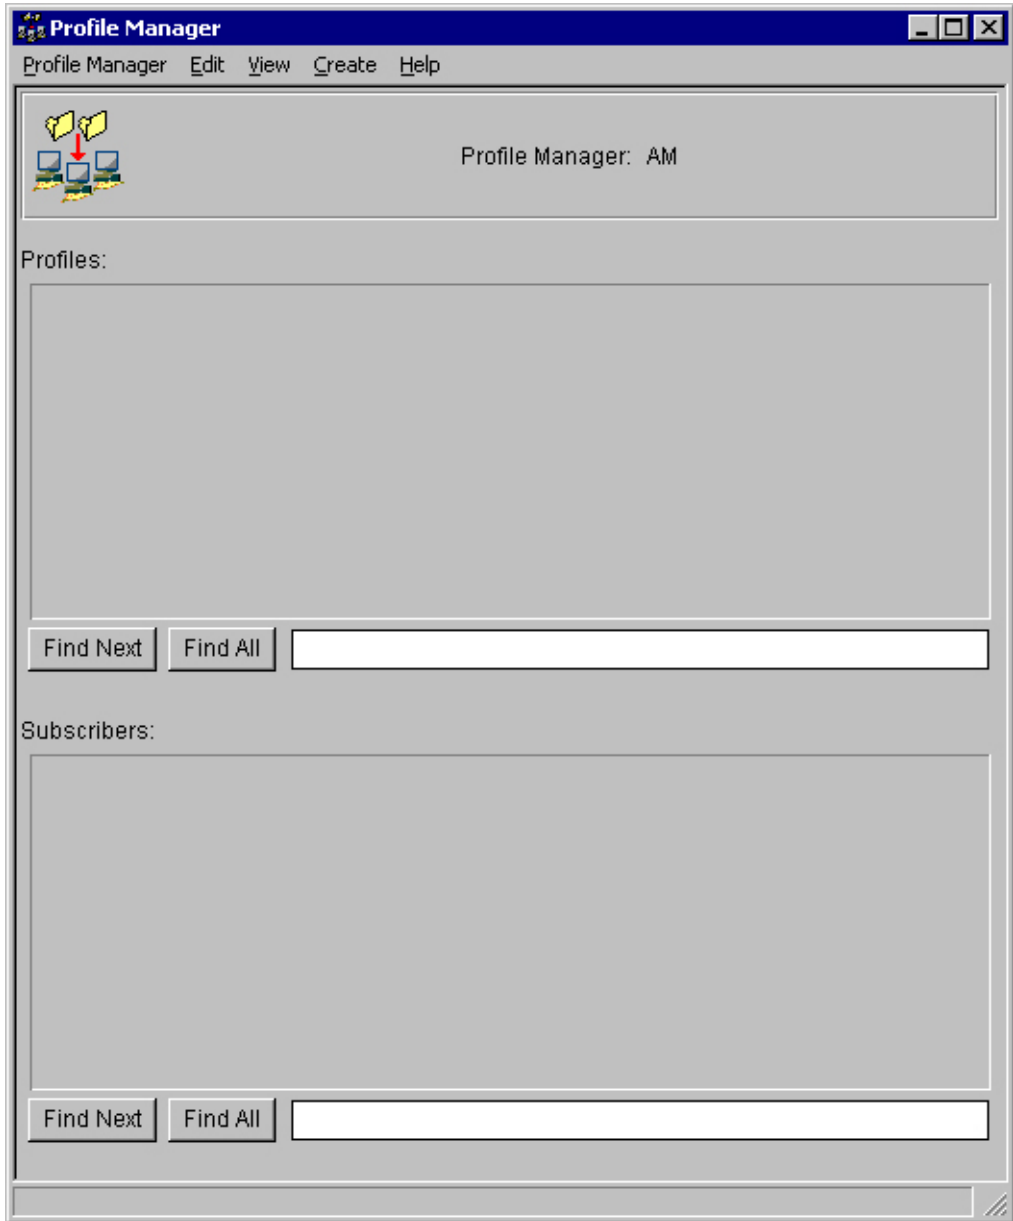 Profile Manager
Profile Manager Edit View Create Help
Profile Manager: AM
Profiles:
Find Next Find All
Subscribers:
Find Next Find All